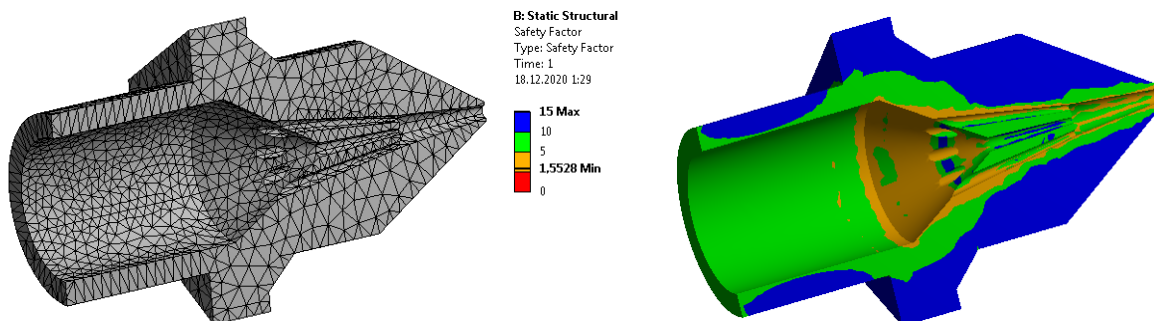 B: Static Structural
Safety Factor
Type: Safety Factor
Time: 1
18.12.2020 1:29
15 Max
10
5
1,5528 Min
0